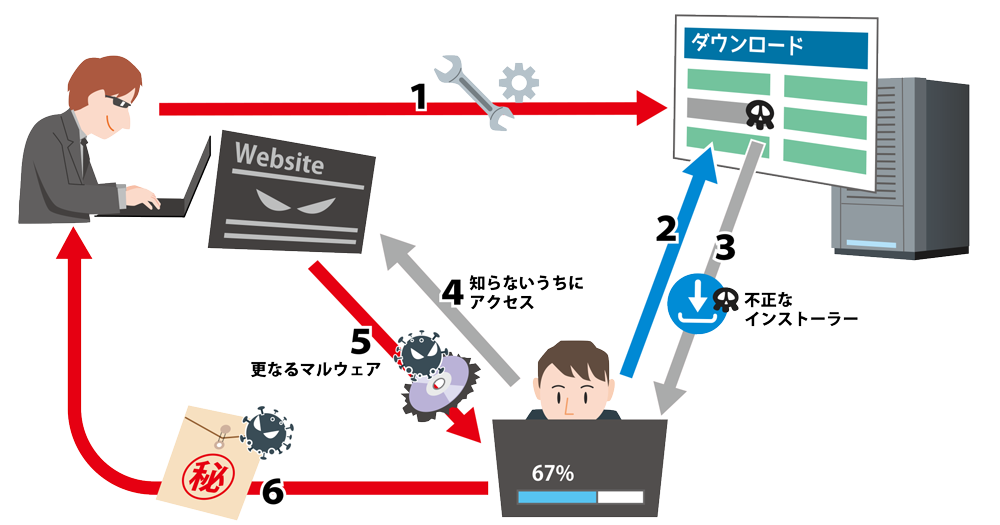 1
ダウンロード
Website
2
3
不正な
インストーラー
4
知らないうちに
アクセス
5
更なるマルウェア
67%
秘
6